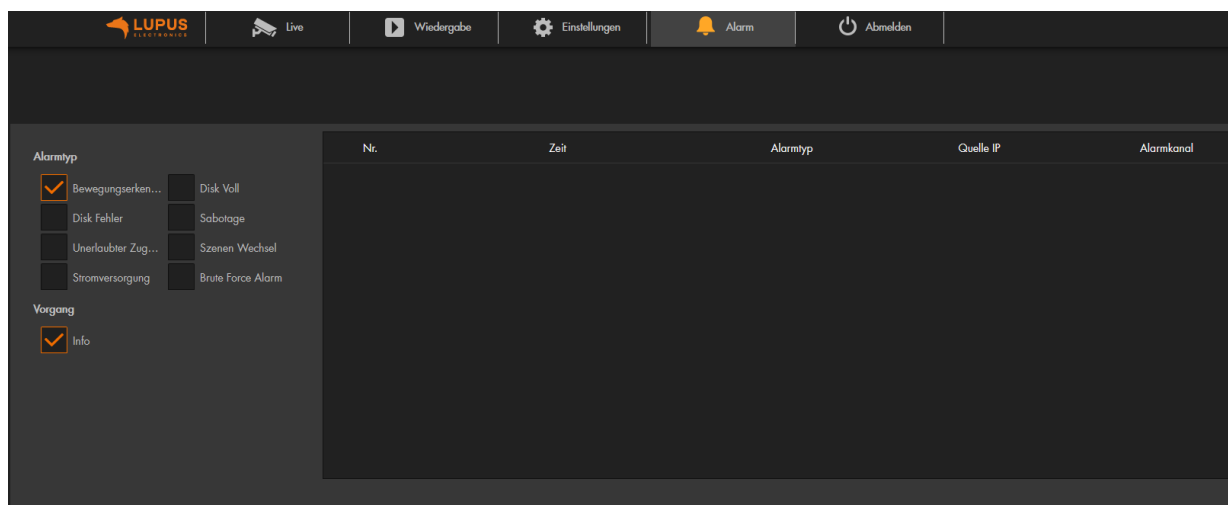 LUPUS
ELECTRONICS
Live
Wiedergabe
Einstellungen
Alarm
Abmelden
Alarmtyp
Bewegungserken...
Disk Voll
Disk Fehler
Sabotage
Unerlaubter Zug...
Szenen Wechsel
Stromversorgung
Brute Force Alarm
Vorgang
Info
Nr.
Zeit
Alarmtyp
Quelle IP
Alarmkanal